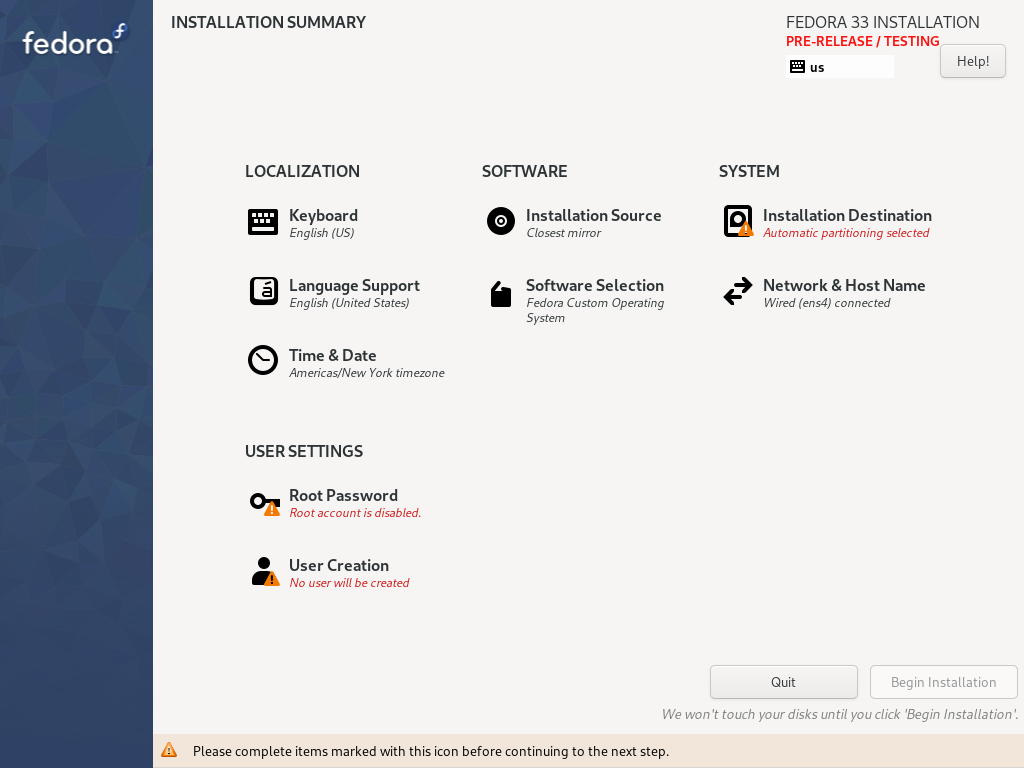 fedora
INSTALLATION SUMMARY
FEDORA 33 INSTALLATION
PRE-RELEASE / TESTING
us
Help!
LOCALIZATION
Keyboard
English (US)
Language Support
English (United States)
Time & Date
Americas/New York timezone
SOFTWARE
Installation Source
Closest mirror
Software Selection
Fedora Custom Operating
System
SYSTEM
Installation Destination
Automatic partitioning selected
Network & Host Name
Wired (ens4) connected
USER SETTINGS
Root Password
Root account is disabled.
User Creation
No user will be created
Quit
Begin Installation
We won't touch your disks until you click 'Begin Installation'.
Please complete items marked with this icon before continuing to the next step.